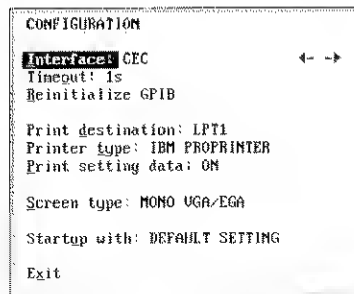 CONFIGURATION
Interface: CEC
Timeout: 1s
Reinitialize GPIB
Print destination: LPT1
Printer type: IBM PROPRINTER
Print setting data: ON
Screen type: MONO VGA/EGA
Startup with: DEFAULT SETTING
Exit